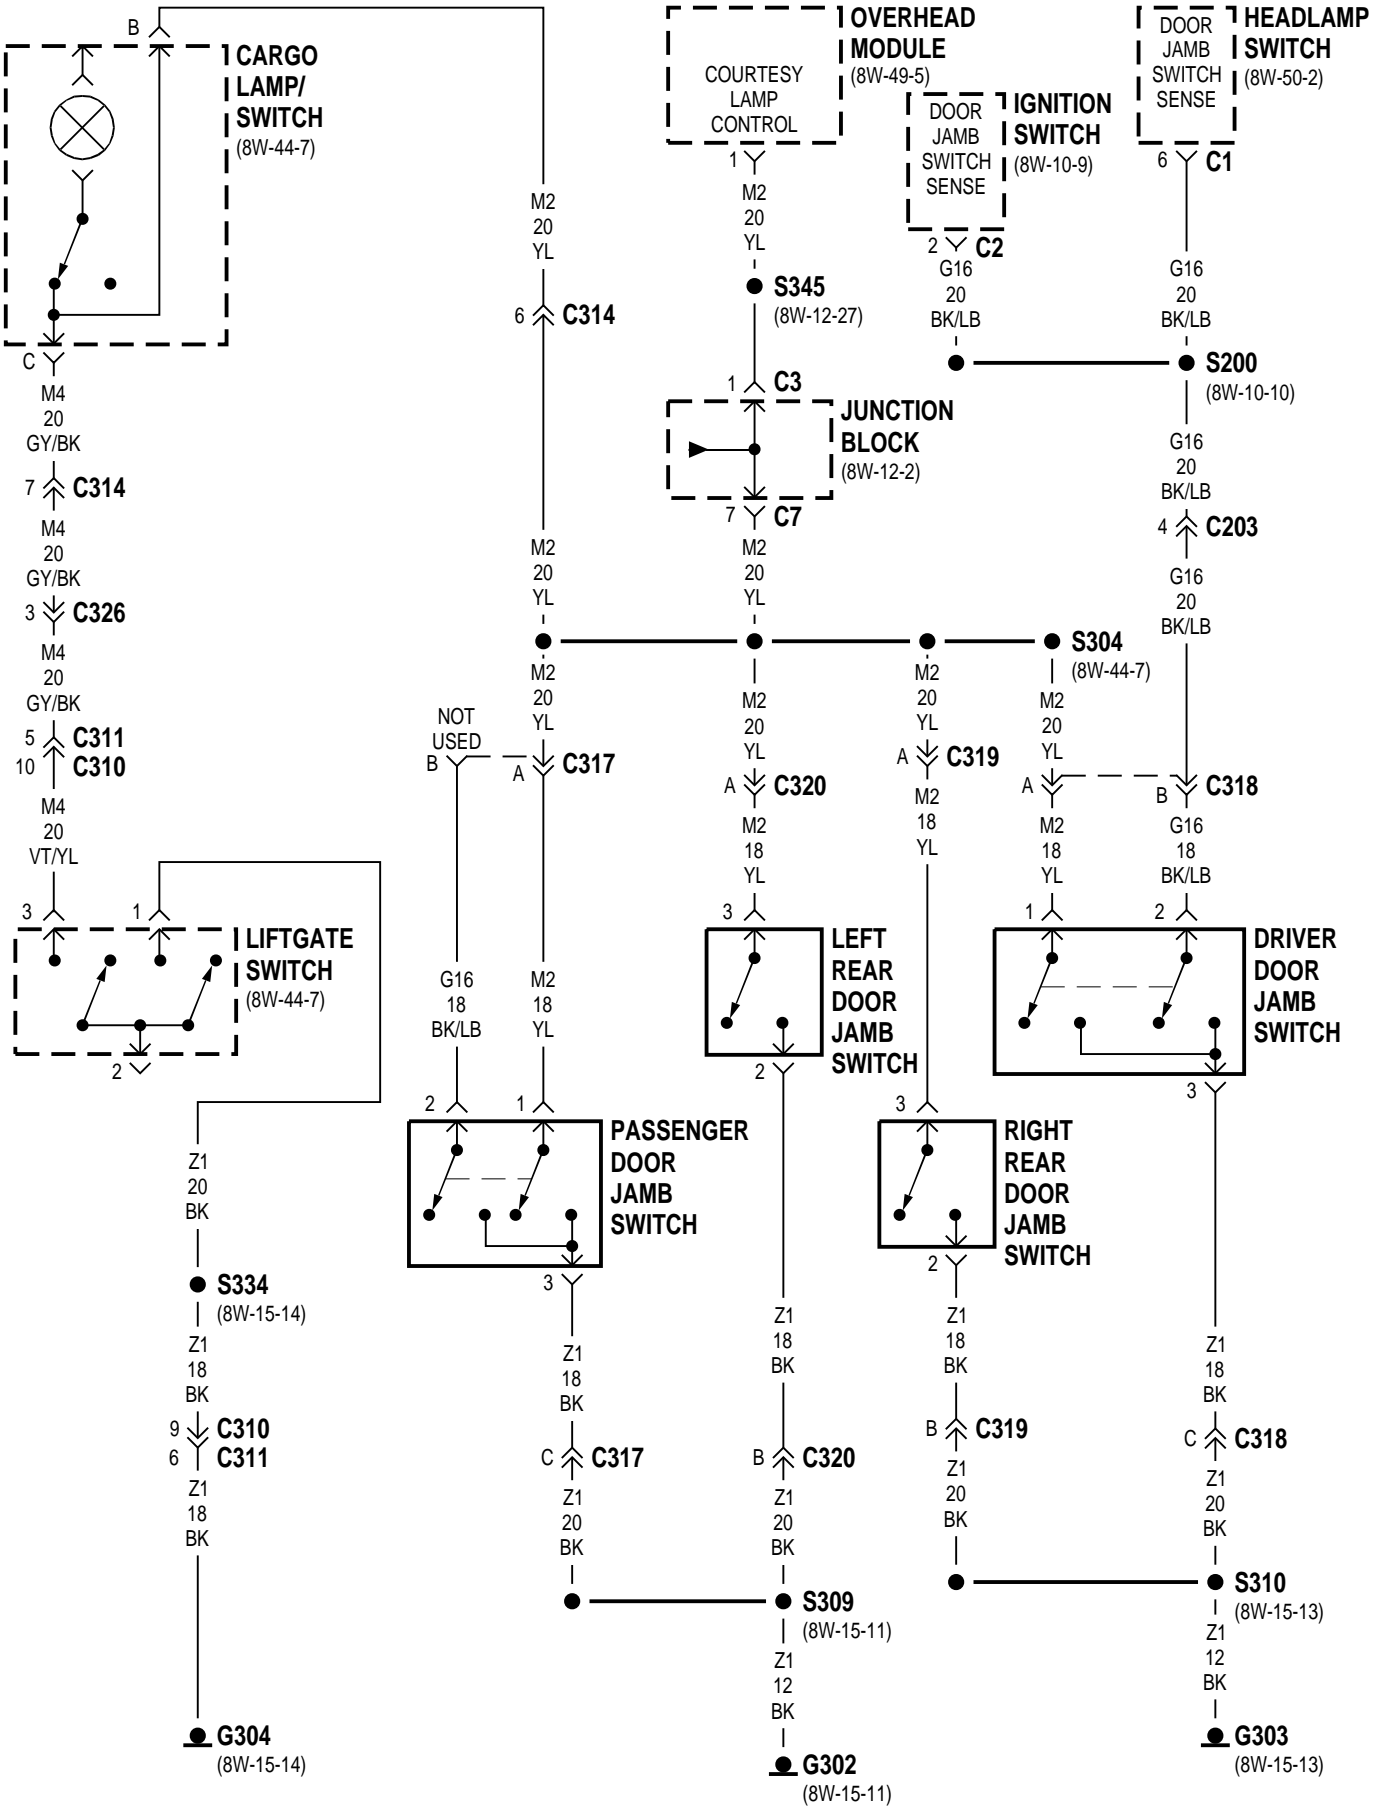 B
CARGO
LAMP/
SWITCH
(8W-44-7)
C
M4
20
GY/BK
7
C314
M4
20
GY/BK
3
C326
M4
20
GY/BK
5
C311
10
C310
M4
20
VT/YL
3
1
LIFTGATE
SWITCH
(8W-44-7)
2
Z1
20
BK
S334
(8W-15-14)
Z1
18
BK
9
C310
6
C311
Z1
18
BK
G304
(8W-15-14)
M2
20
YL
6
C314
M2
20
YL
M2
20
YL
NOT
USED
B
A
C317
G16
18
BK/LB
M2
18
YL
2
1
PASSENGER
DOOR
JAMB
SWITCH
3
Z1
18
BK
C
C317
Z1
20
BK
OVERHEAD
MODULE
(8W-49-5)
COURTESY
LAMP
CONTROL
1
M2
20
YL
S345
(8W-12-27)
1
C3
JUNCTION
BLOCK
(8W-12-2)
7
C7
M2
20
YL
M2
20
YL
A
C320
M2
18
YL
3
LEFT
REAR
DOOR
JAMB
SWITCH
2
Z1
18
BK
B
C320
Z1
20
BK
S309
(8W-15-11)
Z1
12
BK
G302
(8W-15-11)
DOOR
JAMB
SWITCH
SENSE
IGNITION
SWITCH
(8W-10-9)
2
C2
G16
20
BK/LB
M2
20
YL
A
C319
M2
18
YL
3
RIGHT
REAR
DOOR
JAMB
SWITCH
2
Z1
18
BK
B
C319
Z1
20
BK
DOOR
JAMB
SWITCH
SENSE
HEADLAMP
SWITCH
(8W-50-2)
6
C1
G16
20
BK/LB
S200
(8W-10-10)
G16
20
BK/LB
4
C203
G16
20
BK/LB
S304
(8W-44-7)
M2
20
YL
A
B
C318
M2
18
YL
G16
18
BK/LB
1
2
DRIVER
DOOR
JAMB
SWITCH
3
Z1
18
BK
C
C318
Z1
20
BK
S310
(8W-15-13)
Z1
12
BK
G303
(8W-15-13)